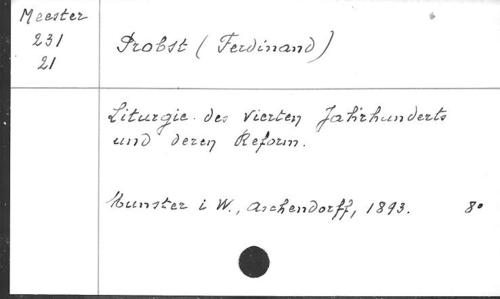 Meester
231
21
Probst (Ferdinand)
Liturgie des vierten Jahrhunderts
und deren Reform.
Munster i W., Aschendorff, 1893. 8°